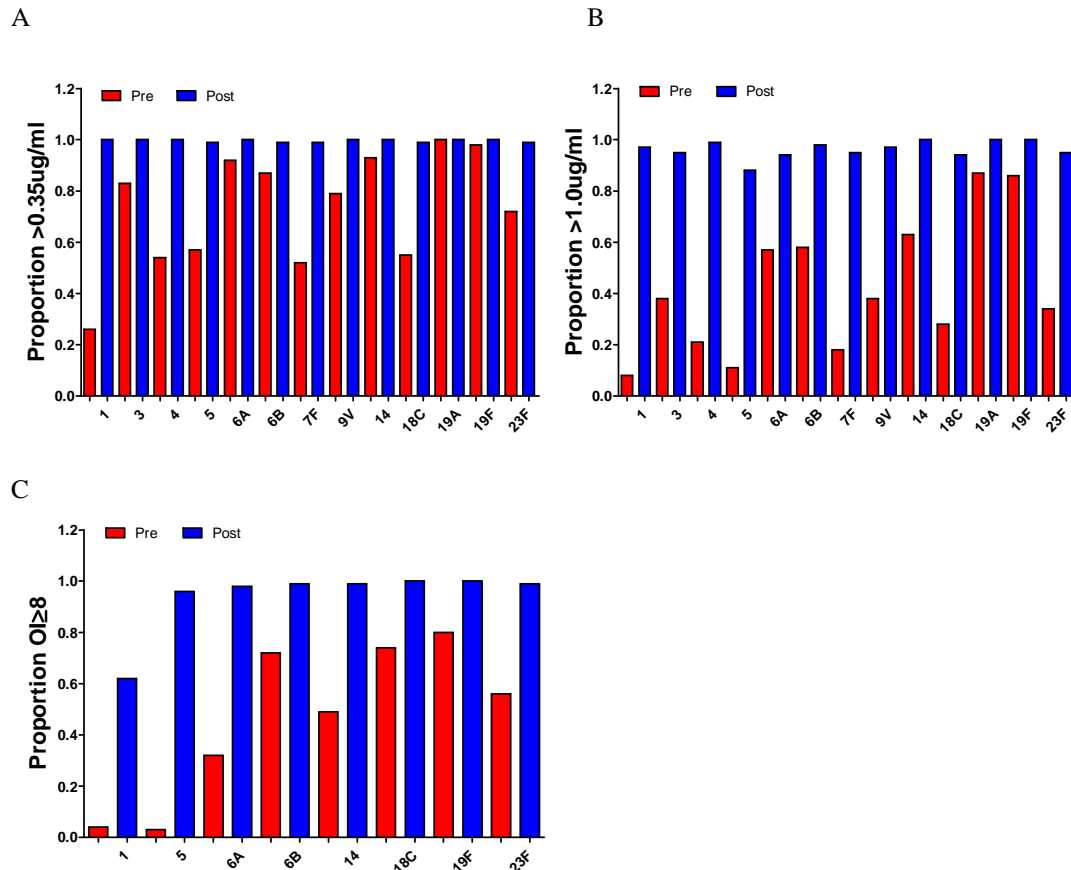 A
Pre Post
Proportion >0.35ug/ml
1.2
1.0
0.8
0.6
0.4
0.2
0.0
1 3 4 5 6A 6B 7F 9V 14 18C 19A 19F 23F
B
Pre Post
Proportion >1.0ug/ml
1.2
1.0
0.8
0.6
0.4
0.2
0.0
1 3 4 5 6A 6B 7F 9V 14 18C 19A 19F 23F
C
Pre Post
Proportion OI≥8
1.2
1.0
0.8
0.6
0.4
0.2
0.0
1 5 6A 6B 14 18C 19F 23F